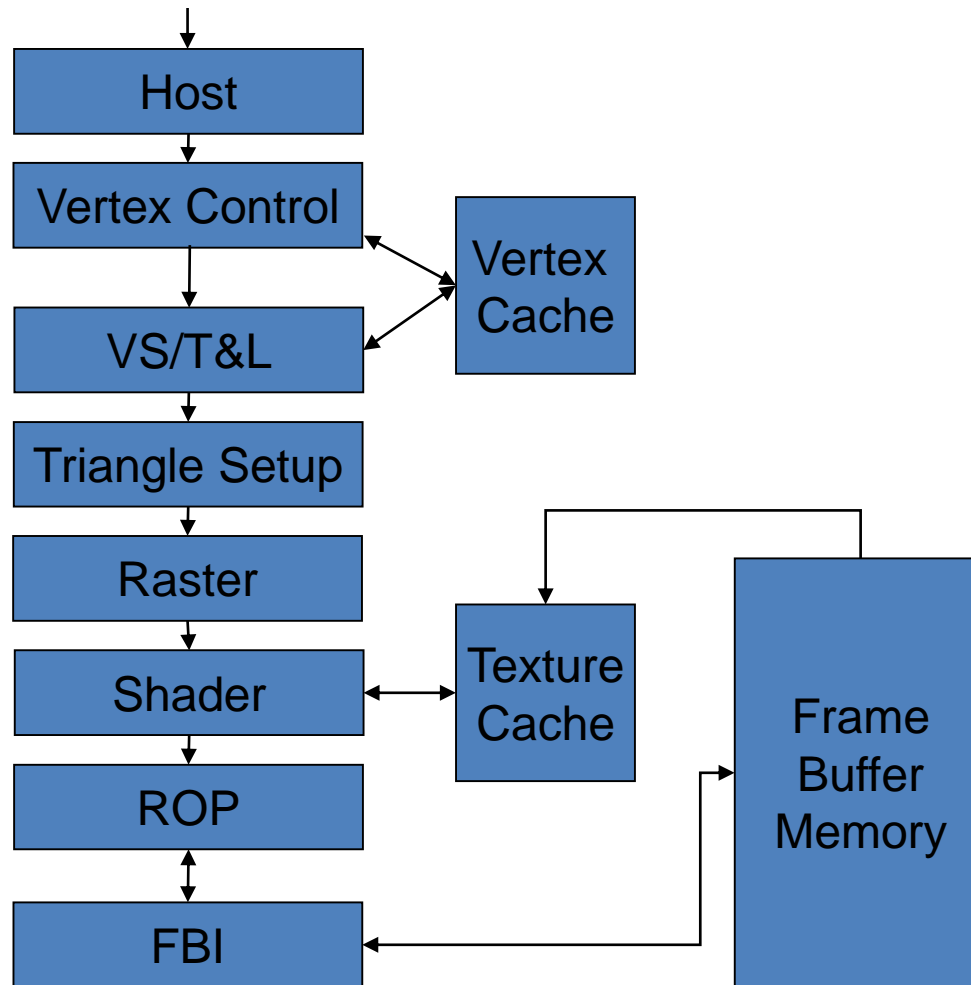 Host
Vertex Control
Vertex
Cache
VS/T&L
Triangle Setup
Raster
Shader
Texture
Cache
Frame
Buffer
Memory
ROP
FBI